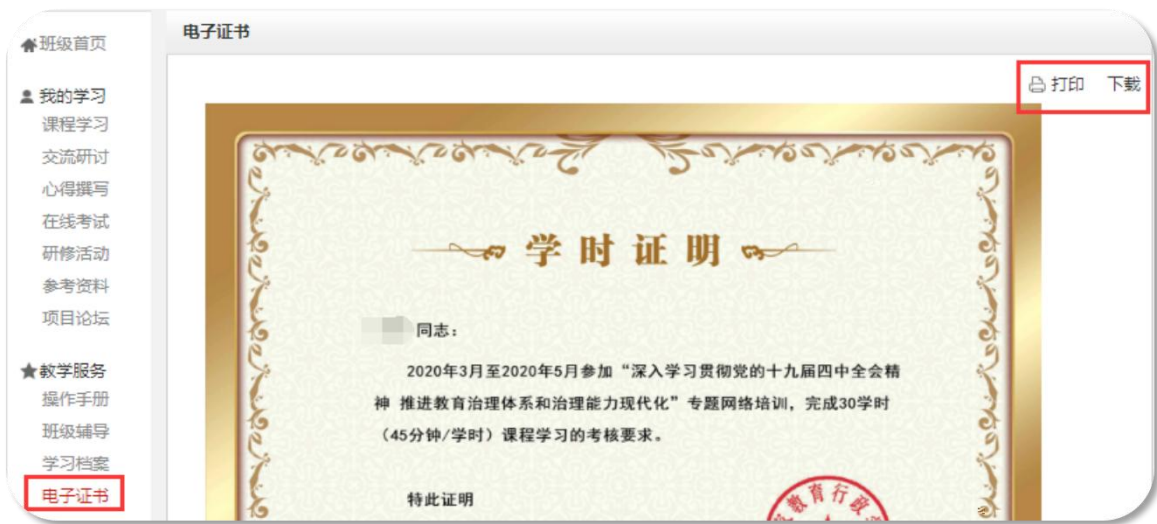 班级首页
我的学习
课程学习
交流研讨
心得撰写
在线考试
研修活动
参考资料
项目论坛
教学服务
操作手册
班级辅导
学习档案
电子证书
电子证书
打印 下载
学时证明
同志：
2020年3月至2020年5月参加“深入学习贯彻党的十九届四中全会精
神 推进教育治理体系和治理能力现代化”专题网络培训，完成30学时
（45分钟/学时）课程学习的考核要求。
特此证明
教育行政